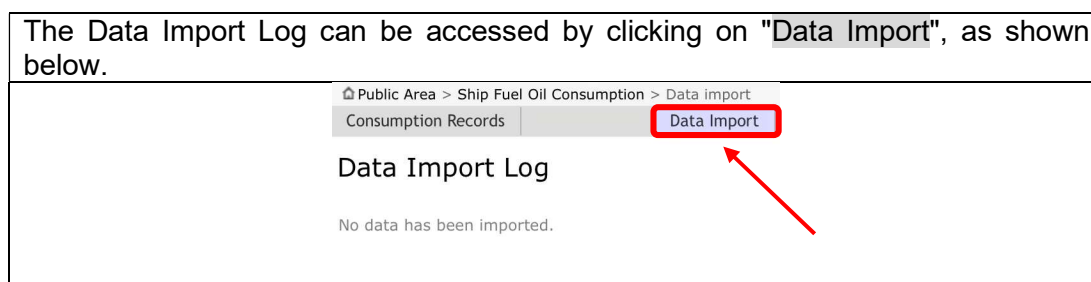 The Data Import Log can be accessed by clicking on "Data Import", as shown
below.
Public Area > Ship Fuel Oil Consumption > Data import
Consumption Records Data Import
Data Import Log
No data has been imported.